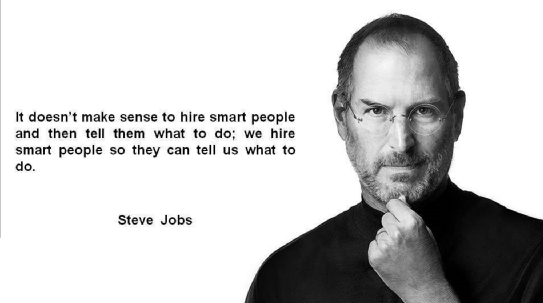 It doesn't make sense to hire smart people
and then tell them what to do; we hire
smart people so they can tell us what to
do.
Steve Jobs